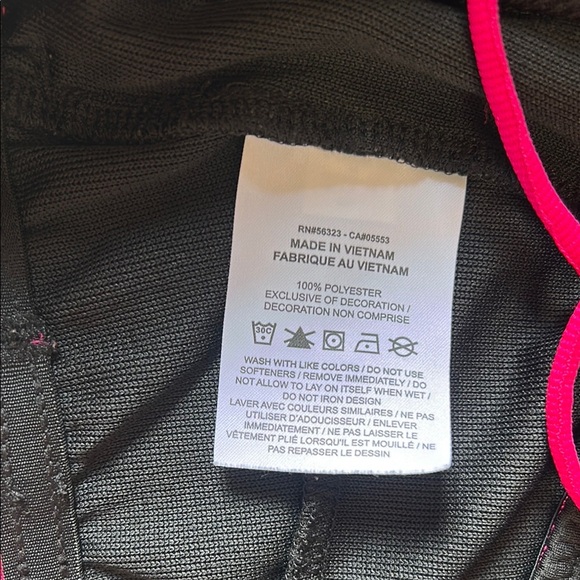 RN#56323 - CA#05553
MADE IN VIETNAM
FABRIQUE AU VIETNAM
100% POLYESTER
EXCLUSIVE OF DECORATION /
DECORATION NON COMPRISE
30C
WASH WITH LIKE COLORS / DO NOT USE
SOFTENERS / REMOVE IMMEDIATELY / DO
NOT ALLOW TO LAY ON ITSELF WHEN WET /
DO NOT IRON DESIGN
LAVER AVEC COULEURS SIMILAIRES / NE PAS
UTILISER D'ADOUCISSEUR / ENLEVER
IMMEDIATEMENT / NE PAS LAISSER LE
VÊTEMENT PLIÉ LORSQU'IL EST MOUILLÉ / NE
PAS REPASSER LE DESSIN